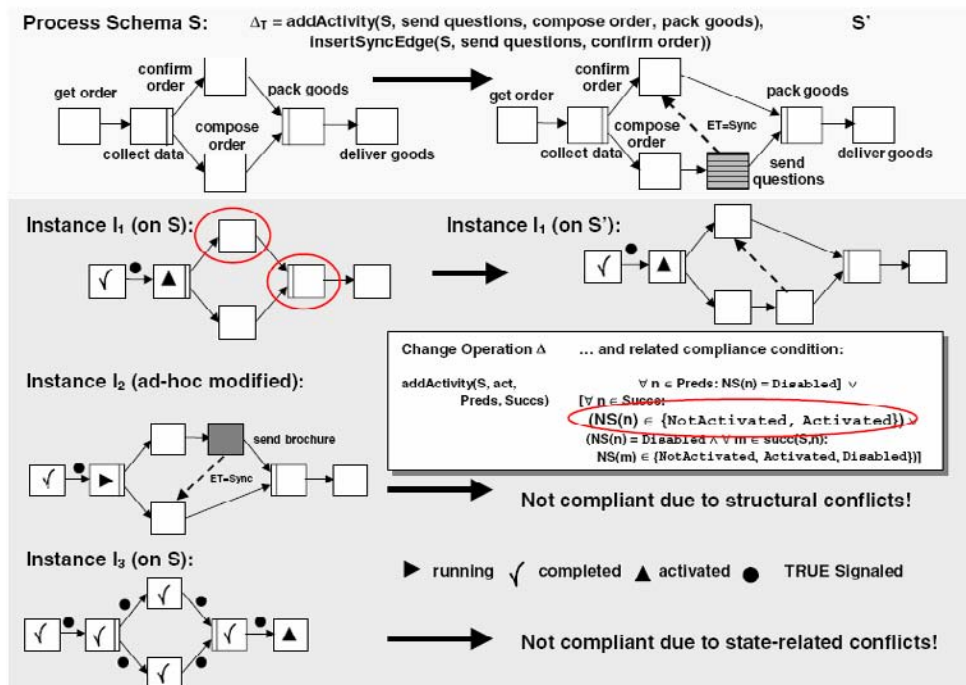 Process Schema S: ΔT = addActivity(S, send questions, compose order, pack goods), S'
insertSyncEdge(S, send questions, confirm order))
confirm order
get order
pack goods
compose order
collect data
deliver goods
confirm order
get order
pack goods
compose order
ET=Sync
collect data
deliver goods
send questions
Instance I1 (on S):
Instance I1 (on S'):
Change Operation Δ ... and related compliance condition:
addActivity(S, act, Preds, Succs)
∀ n ∈ Preds: NS(n) = Disabled] ∨
[∀ n ∈ Succs:
(NS(n) ∈ {NotActivated, Activated}) ∨
(NS(n) = Disabled ∧ ∀ m ∈ succ(S,n):
NS(m) ∈ {NotActivated, Activated, Disabled})]
Instance I2 (ad-hoc modified):
send brochure
ET=Sync
Not compliant due to structural conflicts!
Instance I3 (on S):
running completed activated TRUE Signaled
Not compliant due to state-related conflicts!